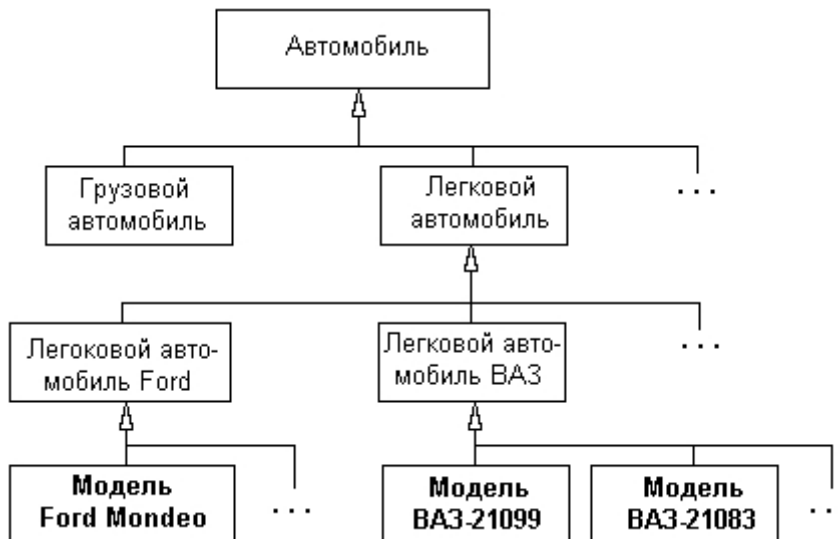 Автомобиль
Грузовой
автомобиль
Легковой
автомобиль
. . .
Легоковой авто-
мобиль Ford
Легковой авто-
мобиль ВАЗ
. . .
Модель
Ford Mondeo
. . .
Модель
ВАЗ-21099
Модель
ВАЗ-21083
. .